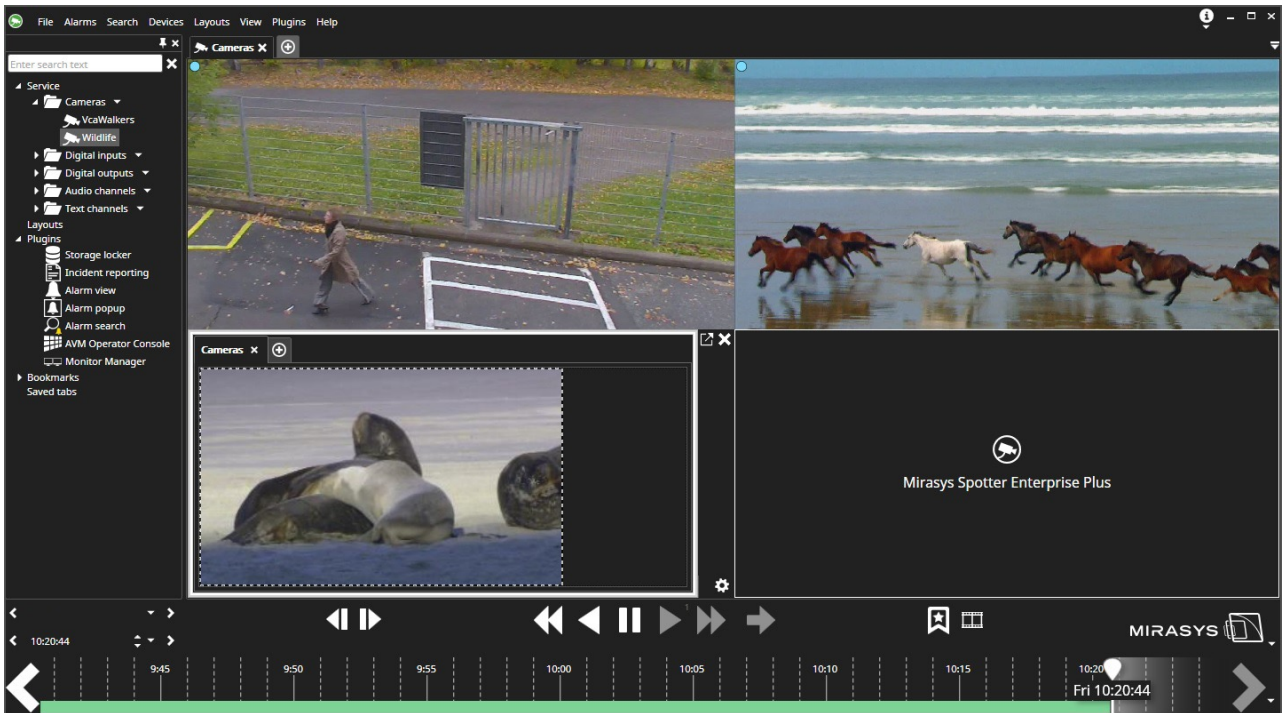 File Alarms Search Devices Layouts View Plugins Help
Cameras
Enter search text
Service
Cameras
VcaWalkers
Wildlife
Digital inputs
Digital outputs
Audio channels
Text channels
Layouts
Plugins
Storage locker
Incident reporting
Alarm view
Alarm popup
Alarm search
AVM Operator Console
Monitor Manager
Bookmarks
Saved tabs
Cameras
Mirasys Spotter Enterprise Plus
1
MIRASYS
10:20:44
9:45 9:50 9:55 10:00 10:05 10:10 10:15 10:20
Fri 10:20:44